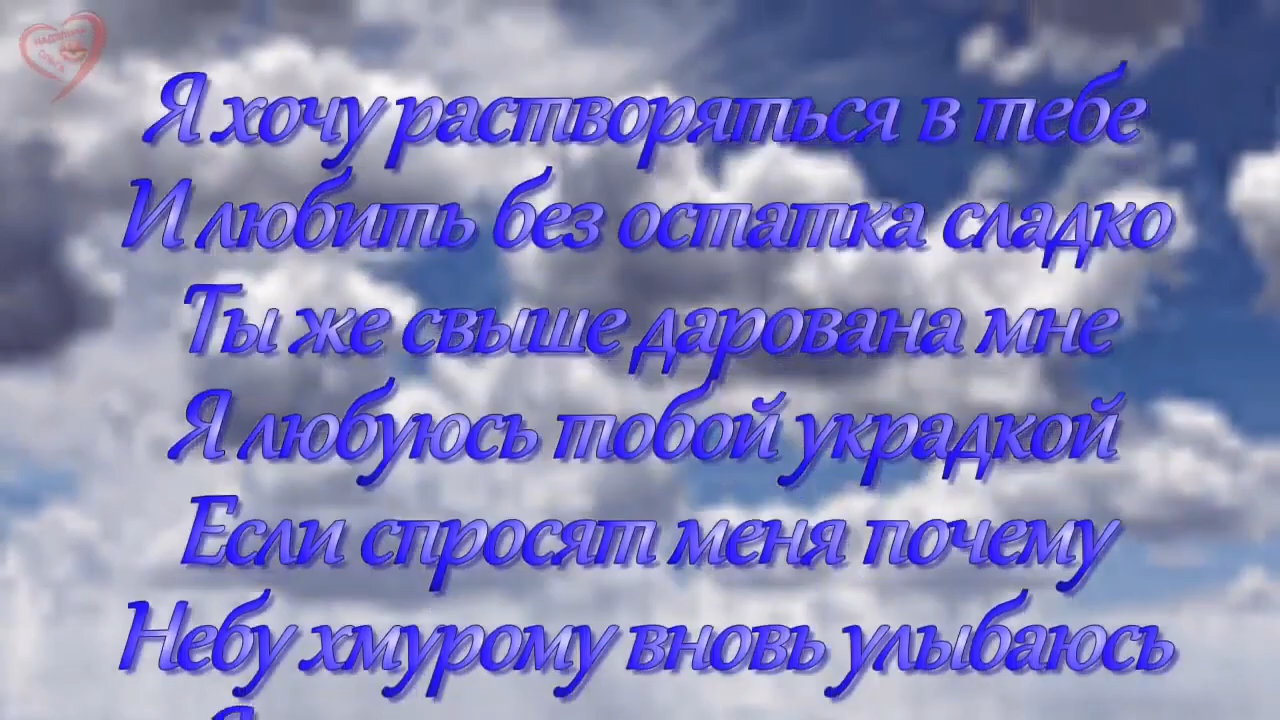 Я хочу растворяться в тебе
И любить без остатка сладко
Ты же свыше дарована мне
Я любуюсь тобой украдкой
Если спросят меня почему
Небу хмурому вновь улыбаюсь